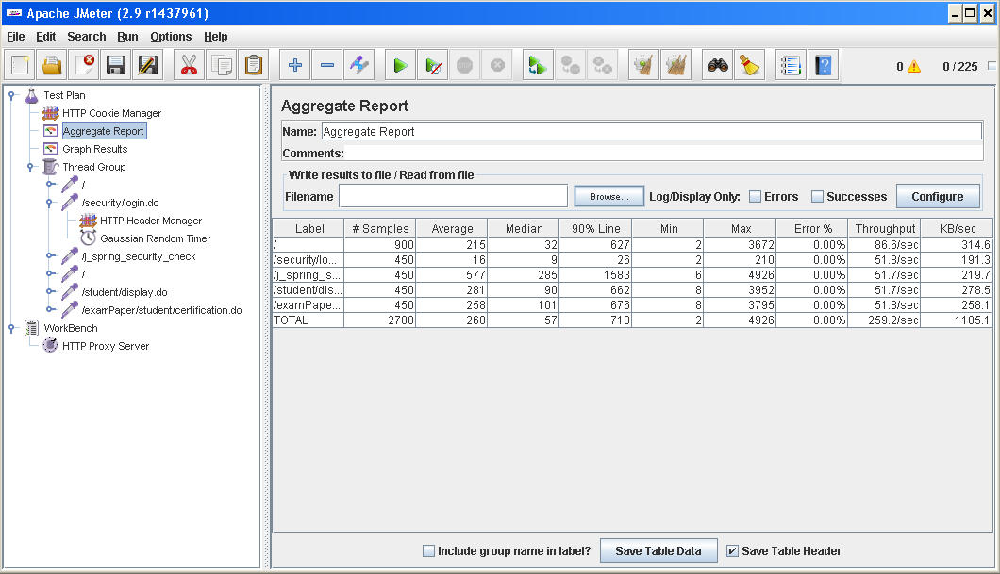 Apache JMeter (2.9 r1437961)
File Edit Search Run Options Help
STOP 0 0 / 225
Test Plan
HTTP Cookie Manager
Aggregate Report
Graph Results
Thread Group
/
/security/login.do
HTTP Header Manager
Gaussian Random Timer
/j_spring_security_check
/
/student/display.do
/examPaper/student/certification.do
WorkBench
HTTP Proxy Server
Aggregate Report
Name: Aggregate Report
Comments:
Write results to file / Read from file
Filename Browse... Log/Display Only: Errors Successes Configure
Label # Samples Average Median 90% Line Min Max Error % Throughput KB/sec
/ 900 215 32 627 2 3672 0.00% 86.6/sec 314.6
/security/lo... 450 16 9 26 2 210 0.00% 51.8/sec 191.3
/j_spring_s... 450 577 285 1583 6 4926 0.00% 51.7/sec 219.7
/student/dis... 450 281 90 662 8 3952 0.00% 51.7/sec 278.5
/examPape... 450 258 101 676 8 3795 0.00% 51.8/sec 258.1
TOTAL 2700 260 57 718 2 4926 0.00% 259.2/sec 1105.1
Include group name in label? Save Table Data Save Table Header